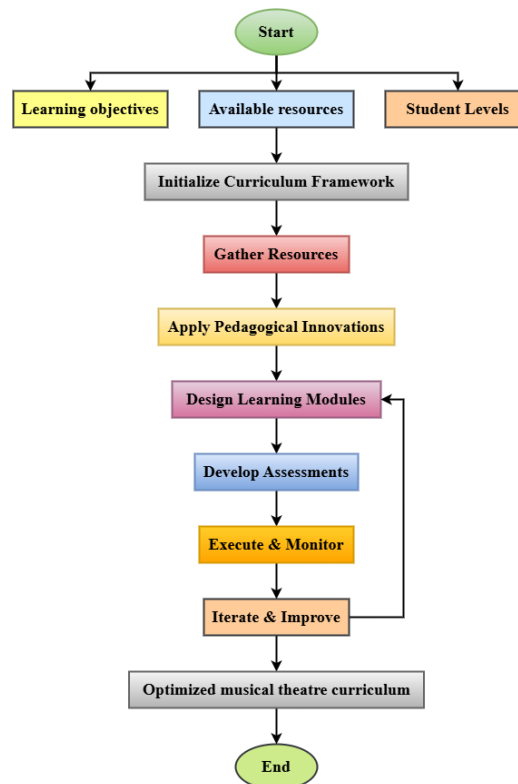 Start
Learning objectives
Available resources
Student Levels
Initialize Curriculum Framework
Gather Resources
Apply Pedagogical Innovations
Design Learning Modules
Develop Assessments
Execute & Monitor
Iterate & Improve
Optimized musical theatre curriculum
End